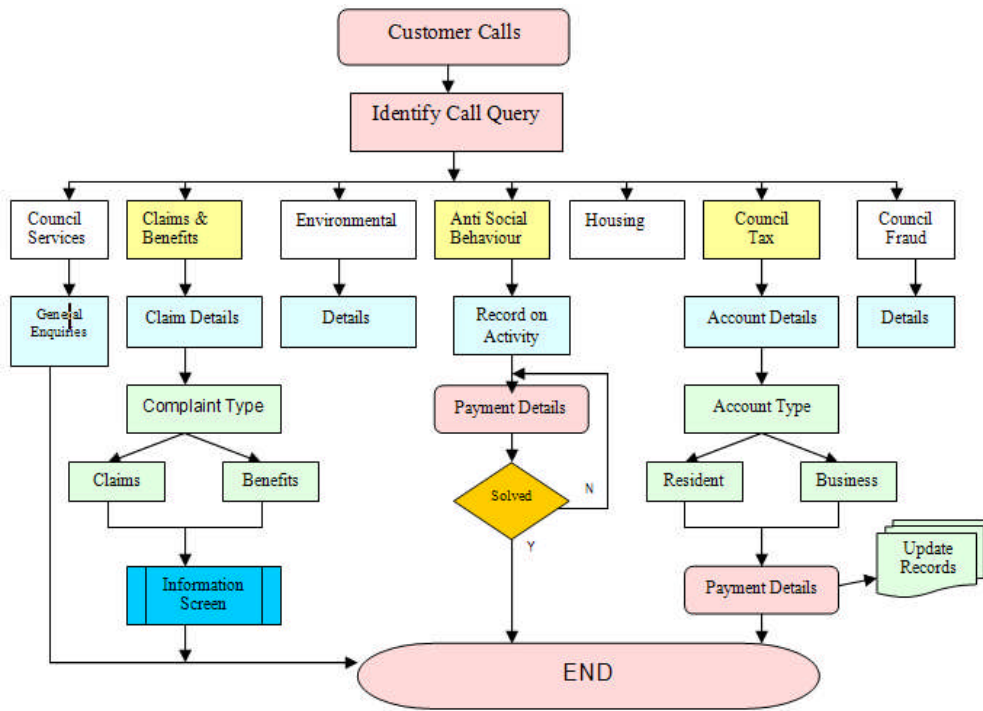 Customer Calls
Identify Call Query
Council
Services
Claims &
Benefits
Environmental
Anti Social
Behaviour
Housing
Council
Tax
Council
Fraud
General
Enquiries
Claim Details
Details
Record on
Activity
Account Details
Details
Complaint Type
Payment Details
Account Type
Claims
Benefits
Solved
N
Y
Resident
Business
Update
Records
Information
Screen
Payment Details
END